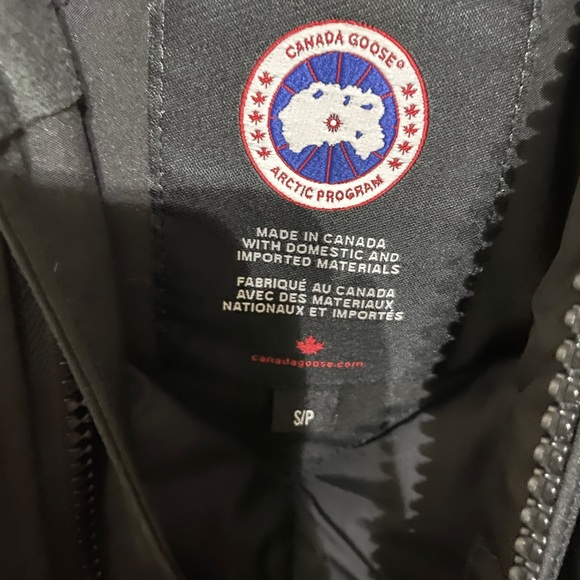 CANADA GOOSE®
ARCTIC PROGRAM
MADE IN CANADA
WITH DOMESTIC AND
IMPORTED MATERIALS
FABRIQUÉ AU CANADA
AVEC DES MATERIAUX
NATIONAUX ET IMPORTÉS
canadagoose.com
S/P